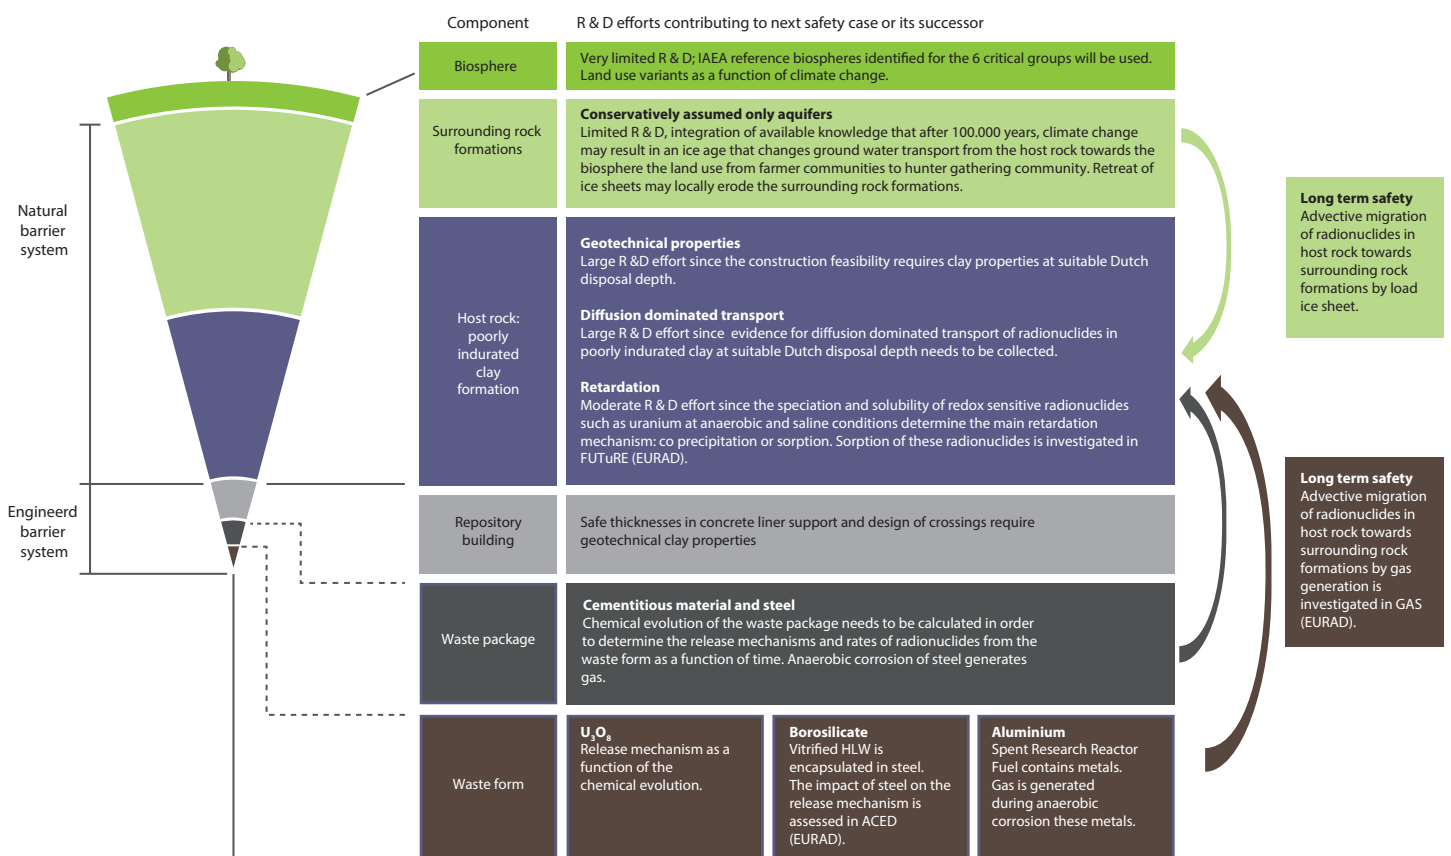 Component
R & D efforts contributing to next safety case or its successor
Biosphere
Very limited R & D; IAEA reference biospheres identified for the 6 critical groups will be used.
Land use variants as a function of climate change.
Surrounding rock
formations
Conservatively assumed only aquifers
Limited R & D, integration of available knowledge that after 100.000 years, climate change
may result in an ice age that changes ground water transport from the host rock towards the
biosphere the land use from farmer communities to hunter gathering community. Retreat of
ice sheets may locally erode the surrounding rock formations.
Natural
barrier
system
Long term safety
Advective migration
of radionuclides in
host rock towards
surrounding rock
formations by load
ice sheet.
Host rock:
poorly
indurated
clay
formation
Geotechnical properties
Large R &D effort since the construction feasibility requires clay properties at suitable Dutch
disposal depth.
Diffusion dominated transport
Large R & D effort since  evidence for diffusion dominated transport of radionuclides in
poorly indurated clay at suitable Dutch disposal depth needs to be collected.
Retardation
Moderate R & D effort since the speciation and solubility of redox sensitive radionuclides
such as uranium at anaerobic and saline conditions determine the main retardation
mechanism: co precipitation or sorption. Sorption of these radionuclides is investigated in
FUTuRE (EURAD).
Engineerd
barrier
system
Repository
building
Safe thicknesses in concrete liner support and design of crossings require
geotechnical clay properties
Long term safety
Advective migration
of radionuclides in
host rock towards
surrounding rock
formations by gas
generation is
investigated in GAS
(EURAD).
Waste package
Cementitious material and steel
Chemical evolution of the waste package needs to be calculated in order
to determine the release mechanisms and rates of radionuclides from the
waste form as a function of time. Anaerobic corrosion of steel generates
gas.
Waste form
U₃O₈
Release mechanism as a
function of the
chemical evolution.
Borosilicate
Vitrified HLW is
encapsulated in steel.
The impact of steel on the
release mechanism is
assessed in ACED
(EURAD).
Aluminium
Spent Research Reactor
Fuel contains metals.
Gas is generated
during anaerobic
corrosion these metals.